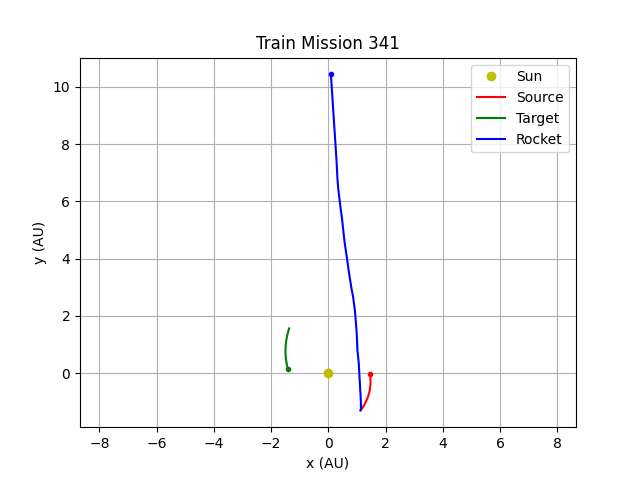 Train Mission 341
Sun
Source
Target
Rocket
10
8
6
4
2
0
y (AU)
−8 −6 −4 −2 0 2 4 6 8
x (AU)